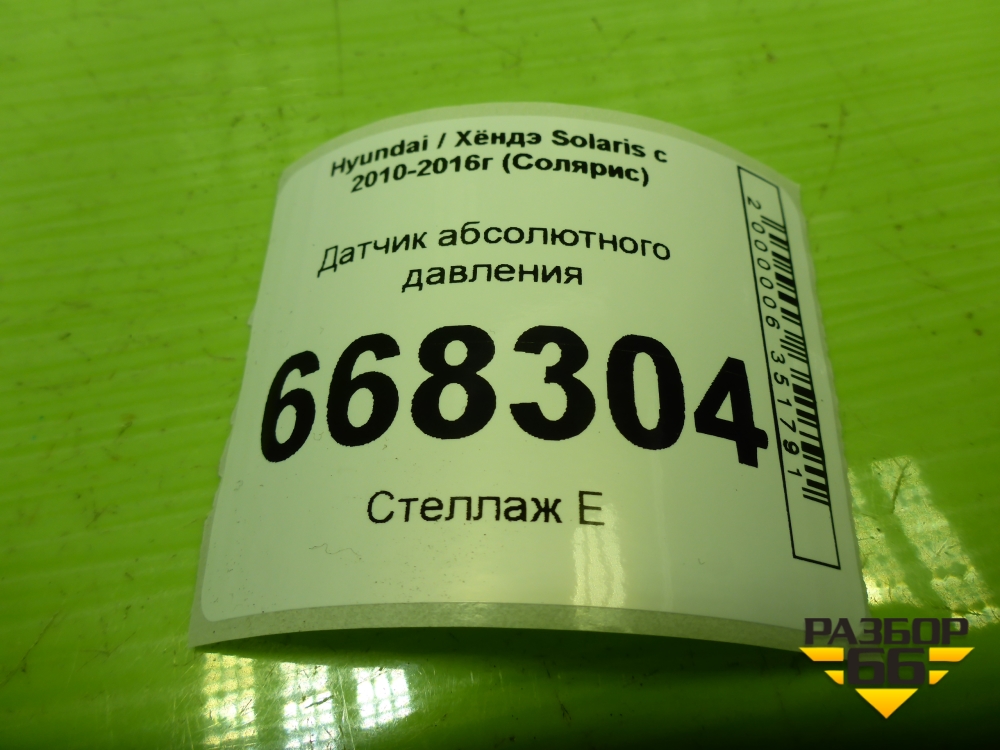 Hyundai / Хёндэ Solaris с
2010-2016г (Солярис)
Датчик абсолютного
давления
668304
Стеллаж Е
2000006351791
РАЗБОР
66